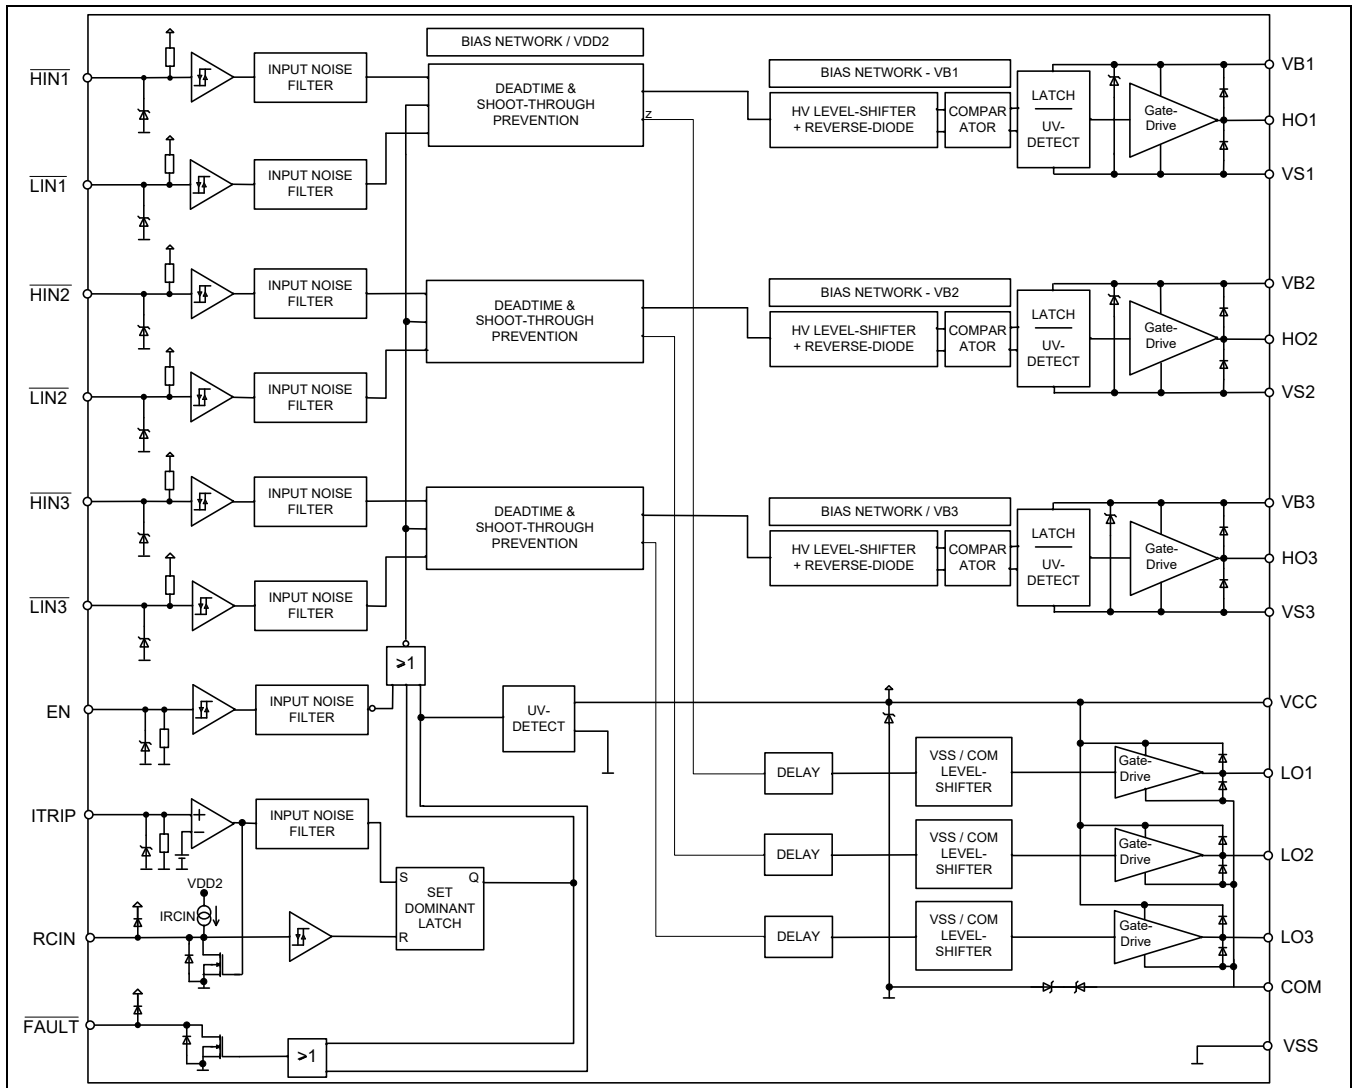 BIAS NETWORK / VDD2
HIN1
INPUT NOISE
FILTER
DEADTIME &
SHOOT-THROUGH
PREVENTION
Z
BIAS NETWORK - VB1
HV LEVEL-SHIFTER
+ REVERSE-DIODE
COMPAR
ATOR
LATCH
UV-
DETECT
Gate-
Drive
VB1
HO1
VS1
LIN1
INPUT NOISE
FILTER
HIN2
INPUT NOISE
FILTER
DEADTIME &
SHOOT-THROUGH
PREVENTION
BIAS NETWORK - VB2
HV LEVEL-SHIFTER
+ REVERSE-DIODE
COMPAR
ATOR
LATCH
UV-
DETECT
Gate-
Drive
VB2
HO2
VS2
LIN2
INPUT NOISE
FILTER
HIN3
INPUT NOISE
FILTER
DEADTIME &
SHOOT-THROUGH
PREVENTION
BIAS NETWORK / VB3
HV LEVEL-SHIFTER
+ REVERSE-DIODE
COMPAR
ATOR
LATCH
UV-
DETECT
Gate-
Drive
VB3
HO3
VS3
LIN3
INPUT NOISE
FILTER
≥1
EN
INPUT NOISE
FILTER
UV-
DETECT
VCC
DELAY
VSS / COM
LEVEL-
SHIFTER
Gate-
Drive
LO1
ITRIP
+
−
INPUT NOISE
FILTER
DELAY
VSS / COM
LEVEL-
SHIFTER
Gate-
Drive
LO2
VDD2
IRCIN
S
Q
SET
DOMINANT
LATCH
R
RCIN
DELAY
VSS / COM
LEVEL-
SHIFTER
Gate-
Drive
LO3
COM
FAULT
≥1
VSS